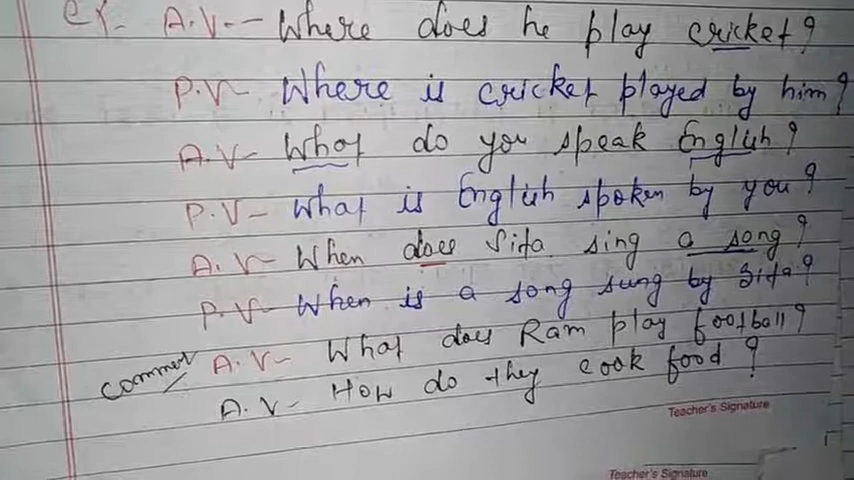 ex- A.V-- Where does he play cricket?
P.V- Where is cricket played by him?
A.V- What do you speak English?
P.V- What is English spoken by you?
A.V- When does Sita sing a song?
P.V- When is a song sung by Sita?
A.V- What does Ram play football?
comment A.V- How do they cook food?
Teacher's Signature
Teacher's Signature